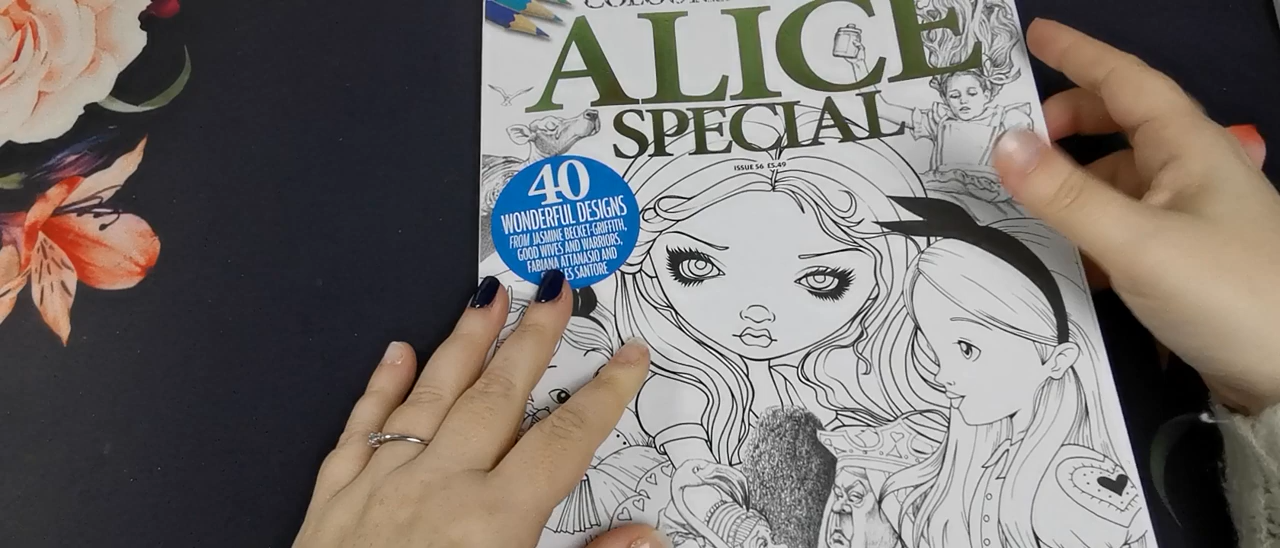 ALICE
SPECIAL
ISSUE 56 £5.49
40
WONDERFUL DESIGNS
FROM JASMINE BECKET-GRIFFITH,
GOOD WIVES AND WARRIORS,
FABIANA ATTANASIO AND
SANTORE